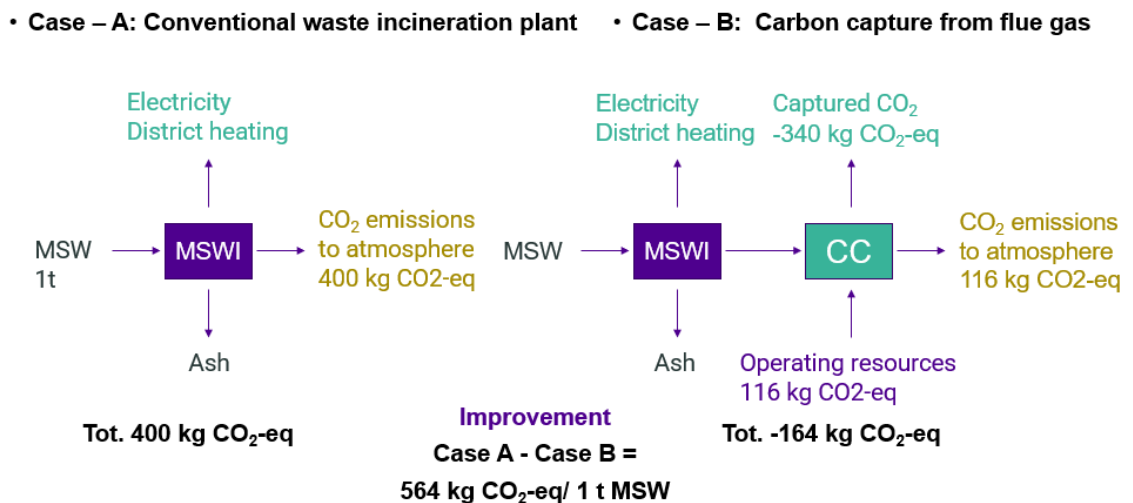 • Case – A: Conventional waste incineration plant
Electricity
District heating
MSW
1t
MSWI
CO₂ emissions
to atmosphere
400 kg CO2-eq
Ash
Tot. 400 kg CO₂-eq
• Case – B: Carbon capture from flue gas
Electricity
District heating
Captured CO₂
-340 kg CO₂-eq
MSW
MSWI
CC
CO₂ emissions
to atmosphere
116 kg CO2-eq
Ash
Operating resources
116 kg CO2-eq
Tot. -164 kg CO₂-eq
Improvement
Case A - Case B =
564 kg CO₂-eq/ 1 t MSW